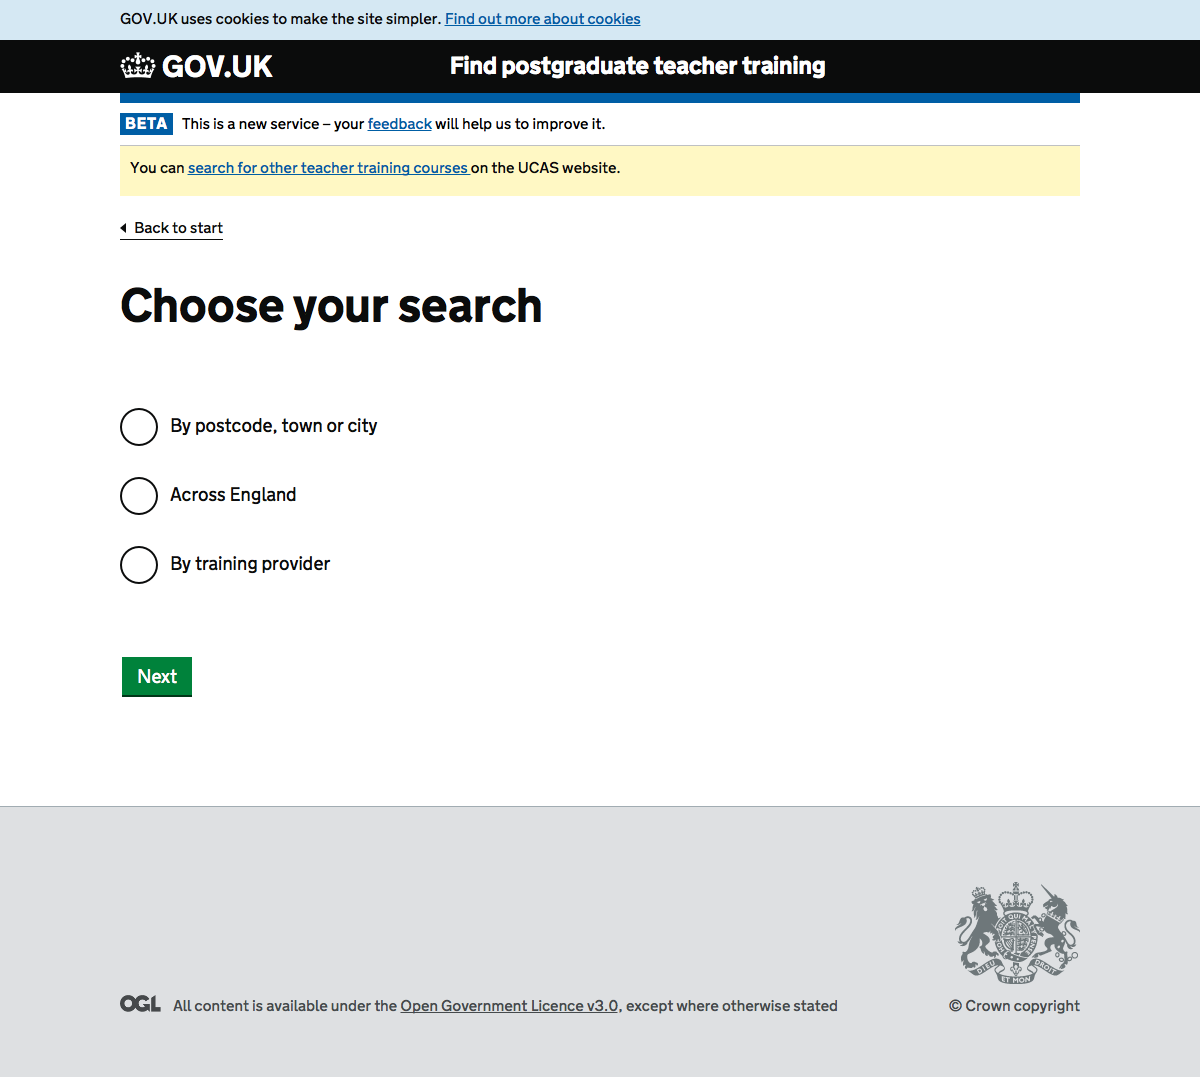 GOV.UK uses cookies to make the site simpler. Find out more about cookies
GOV.UK Find postgraduate teacher training
BETA This is a new service – your feedback will help us to improve it.
You can search for other teacher training courses on the UCAS website.
Back to start
Choose your search
By postcode, town or city
Across England
By training provider
Next
DIEU ET MON DROIT
OGL All content is available under the Open Government Licence v3.0, except where otherwise stated
© Crown copyright